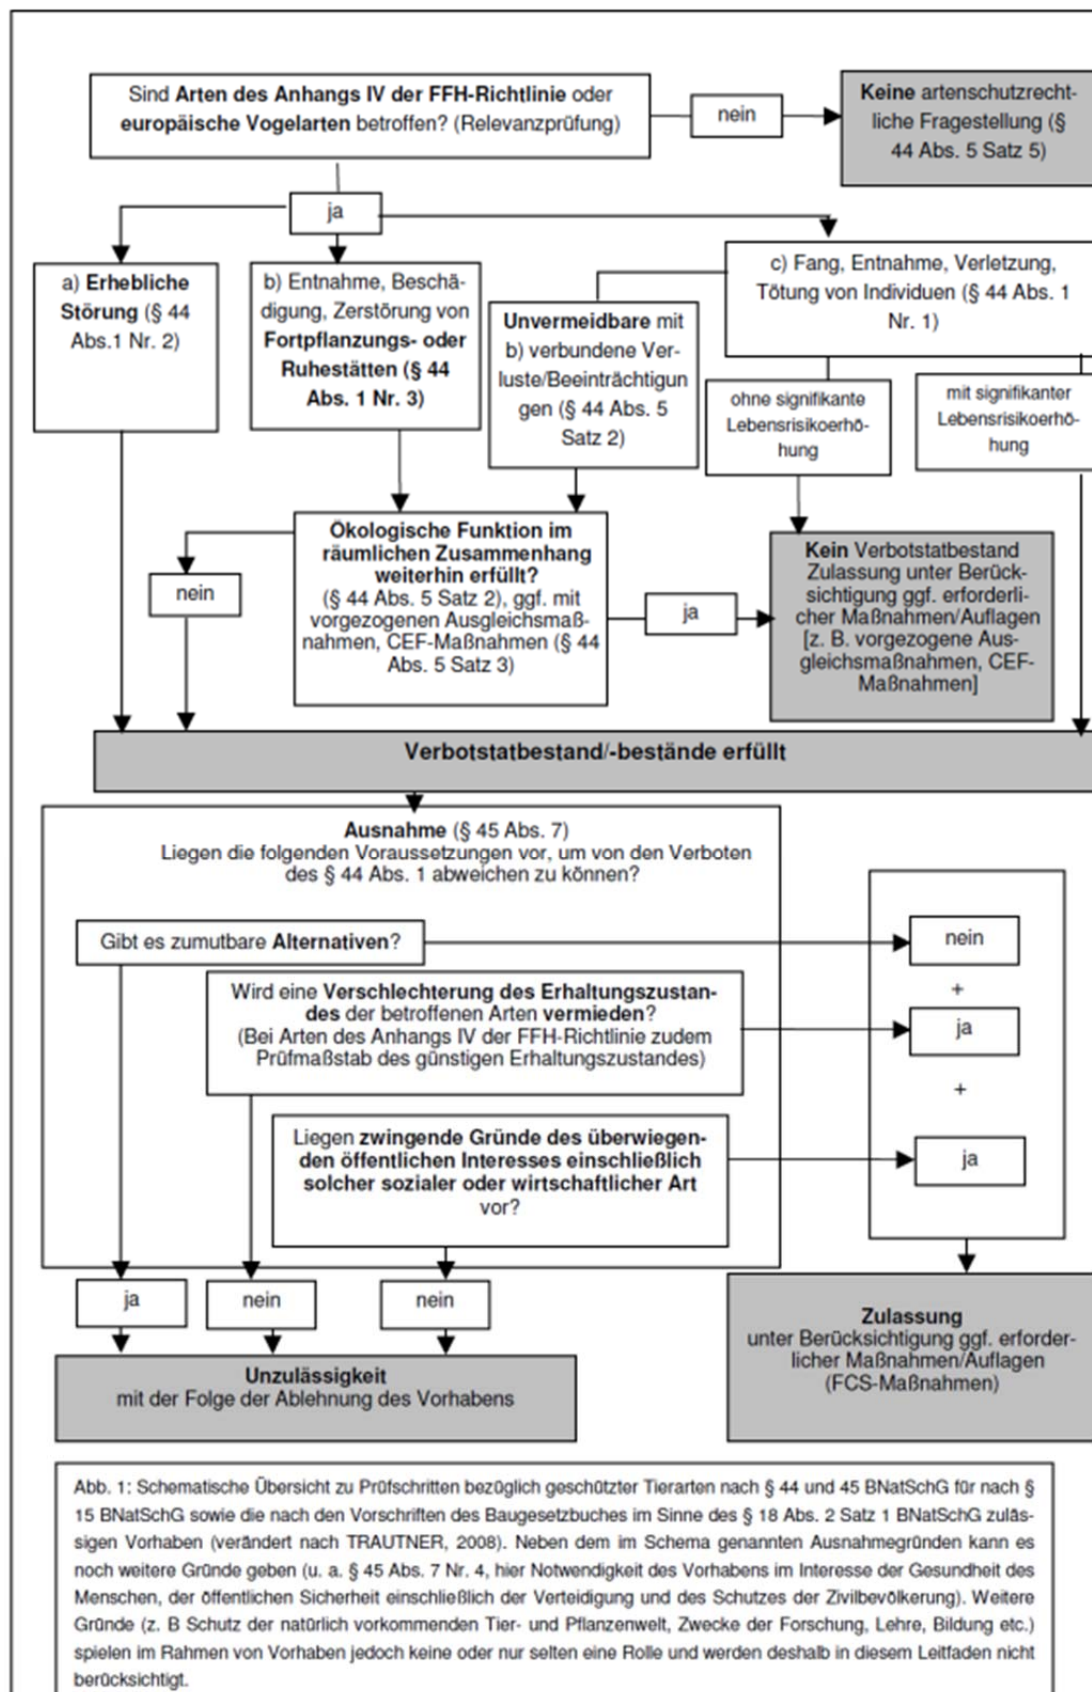 Sind Arten des Anhangs IV der FFH-Richtlinie oder
europäische Vogelarten betroffen? (Relevanzprüfung)
nein
Keine artenschutzrecht-
liche Fragestellung (§
44 Abs. 5 Satz 5)
ja
a) Erhebliche
Störung (§ 44
Abs.1 Nr. 2)
b) Entnahme, Beschä-
digung, Zerstörung von
Fortpflanzungs- oder
Ruhestätten (§ 44
Abs. 1 Nr. 3)
c) Fang, Entnahme, Verletzung,
Tötung von Individuen (§ 44 Abs. 1
Nr. 1)
Unvermeidbare mit
b) verbundene Ver-
luste/Beeinträchtigun
gen (§ 44 Abs. 5
Satz 2)
ohne signifikante
Lebensrisikoerhö-
hung
mit signifikanter
Lebensrisikoerhö-
hung
Ökologische Funktion im
räumlichen Zusammenhang
weiterhin erfüllt?
(§ 44 Abs. 5 Satz 2), ggf. mit
vorgezogenen Ausgleichsmaß-
nahmen, CEF-Maßnahmen (§ 44
Abs. 5 Satz 3)
nein
ja
Kein Verbotstatbestand
Zulassung unter Berück-
sichtigung ggf. erforderli-
cher Maßnahmen/Auflagen
[z. B. vorgezogene Aus-
gleichsmaßnahmen, CEF-
Maßnahmen]
Verbotstatbestand/-bestände erfüllt
Ausnahme (§ 45 Abs. 7)
Liegen die folgenden Voraussetzungen vor, um von den Verboten
des § 44 Abs. 1 abweichen zu können?
Gibt es zumutbare Alternativen?
nein
+
Wird eine Verschlechterung des Erhaltungszustan-
des der betroffenen Arten vermieden?
(Bei Arten des Anhangs IV der FFH-Richtlinie zudem
Prüfmaßstab des günstigen Erhaltungszustandes)
ja
+
Liegen zwingende Gründe des überwiegen-
den öffentlichen Interesses einschließlich
solcher sozialer oder wirtschaftlicher Art
vor?
ja
ja
nein
nein
Unzulässigkeit
mit der Folge der Ablehnung des Vorhabens
Zulassung
unter Berücksichtigung ggf. erforder-
licher Maßnahmen/Auflagen
(FCS-Maßnahmen)
Abb. 1: Schematische Übersicht zu Prüfschritten bezüglich geschützter Tierarten nach § 44 und 45 BNatSchG für nach §
15 BNatSchG sowie die nach den Vorschriften des Baugesetzbuches im Sinne des § 18 Abs. 2 Satz 1 BNatSchG zuläs-
sigen Vorhaben (verändert nach TRAUTNER, 2008). Neben dem im Schema genannten Ausnahmegründen kann es
noch weitere Gründe geben (u. a. § 45 Abs. 7 Nr. 4, hier Notwendigkeit des Vorhabens im Interesse der Gesundheit des
Menschen, der öffentlichen Sicherheit einschließlich der Verteidigung und des Schutzes der Zivilbevölkerung). Weitere
Gründe (z. B Schutz der natürlich vorkommenden Tier- und Pflanzenwelt, Zwecke der Forschung, Lehre, Bildung etc.)
spielen im Rahmen von Vorhaben jedoch keine oder nur selten eine Rolle und werden deshalb in diesem Leitfaden nicht
berücksichtigt.